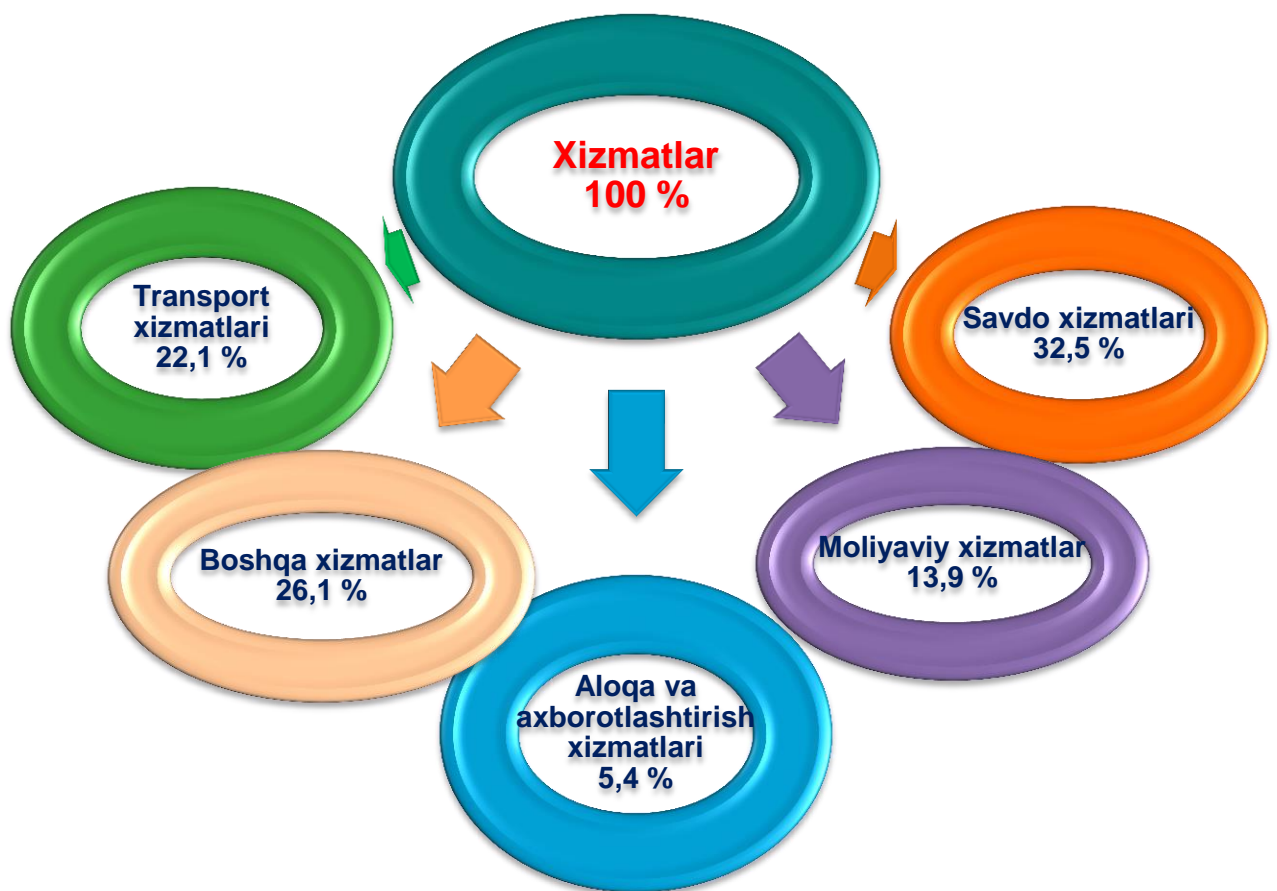 Xizmatlar
100 %
Transport
xizmatlari
22,1 %
Savdo xizmatlari
32,5 %
Boshqa xizmatlar
26,1 %
Moliyaviy xizmatlar
13,9 %
Aloqa va
axborotlashtirish
xizmatlari
5,4 %